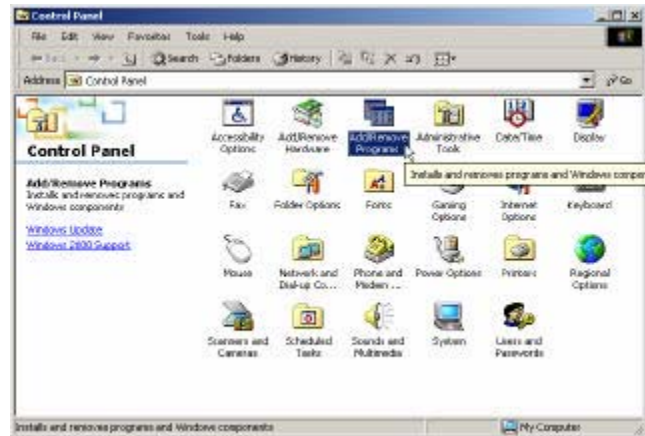 Control Panel
File Edit View Favorites Tools Help
Search Folders History
Address Control Panel Go
Control Panel
Add/Remove Programs
Installs and removes programs and
Windows components
Windows Update
Windows 2000 Support
Accessibility Options
Add/Remove Hardware
Add/Remove Programs
Administrative Tools
Date/Time
Display
Installs and removes programs and Windows compon
Fax
Folder Options
Fonts
Gaming Options
Internet Options
Keyboard
Mouse
Network and Dial-up Co...
Phone and Modem ...
Power Options
Printers
Regional Options
Scanners and Cameras
Scheduled Tasks
Sounds and Multimedia
System
Users and Passwords
Installs and removes programs and Windows components
My Computer